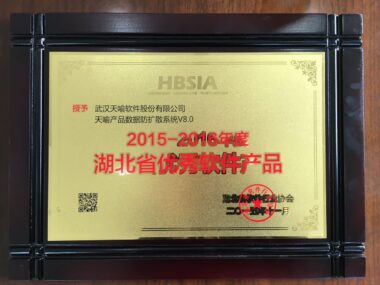 HBSIA
授予 武汉天喻软件股份有限公司
天喻产品数据防扩散系统V8.0
2015-2016年度
湖北省优秀软件产品